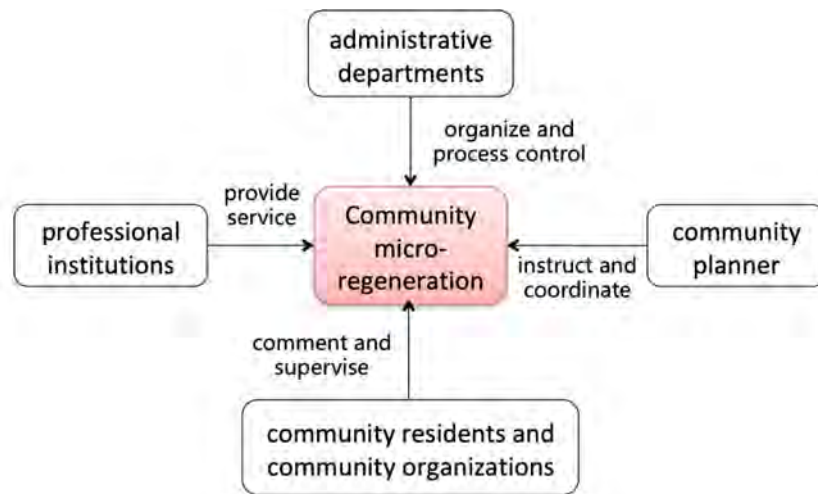 administrative
departments
organize and
process control
provide
service
professional
institutions
Community
micro-
regeneration
community
planner
instruct and
coordinate
comment and
supervise
community residents and
community organizations